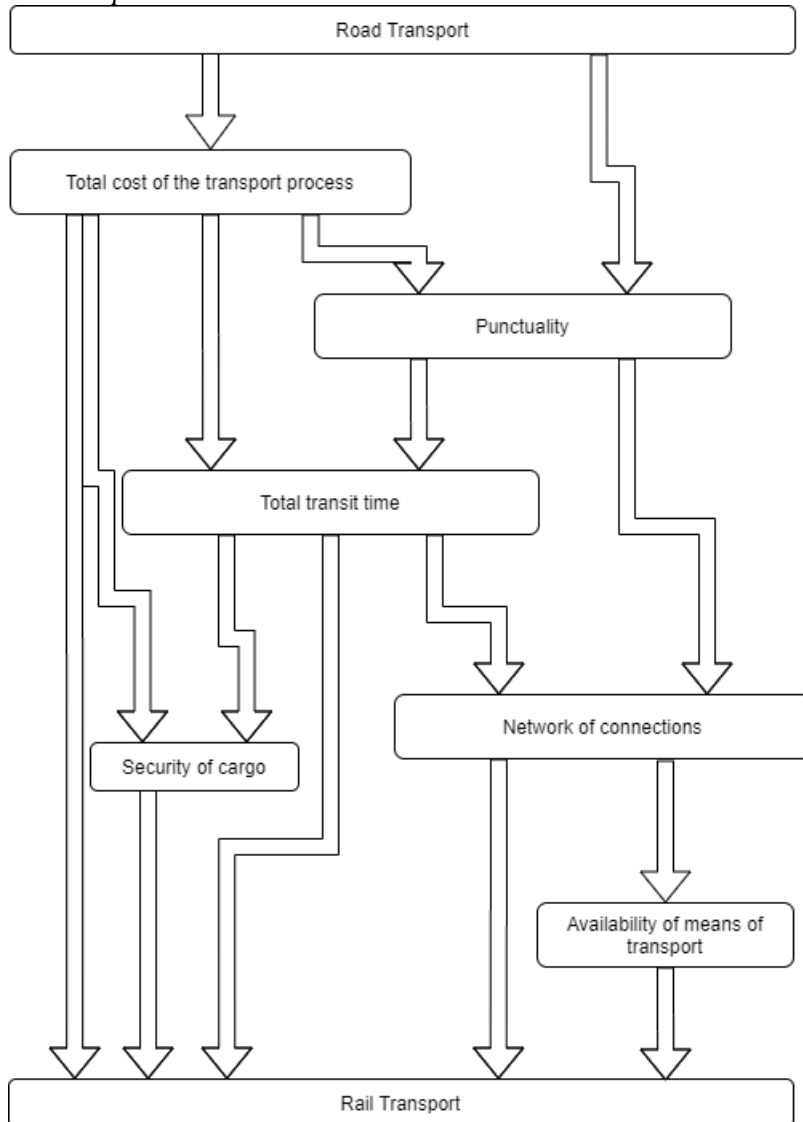 Road Transport
Total cost of the transport process
Punctuality
Total transit time
Network of connections
Security of cargo
Availability of means of
transport
Rail Transport